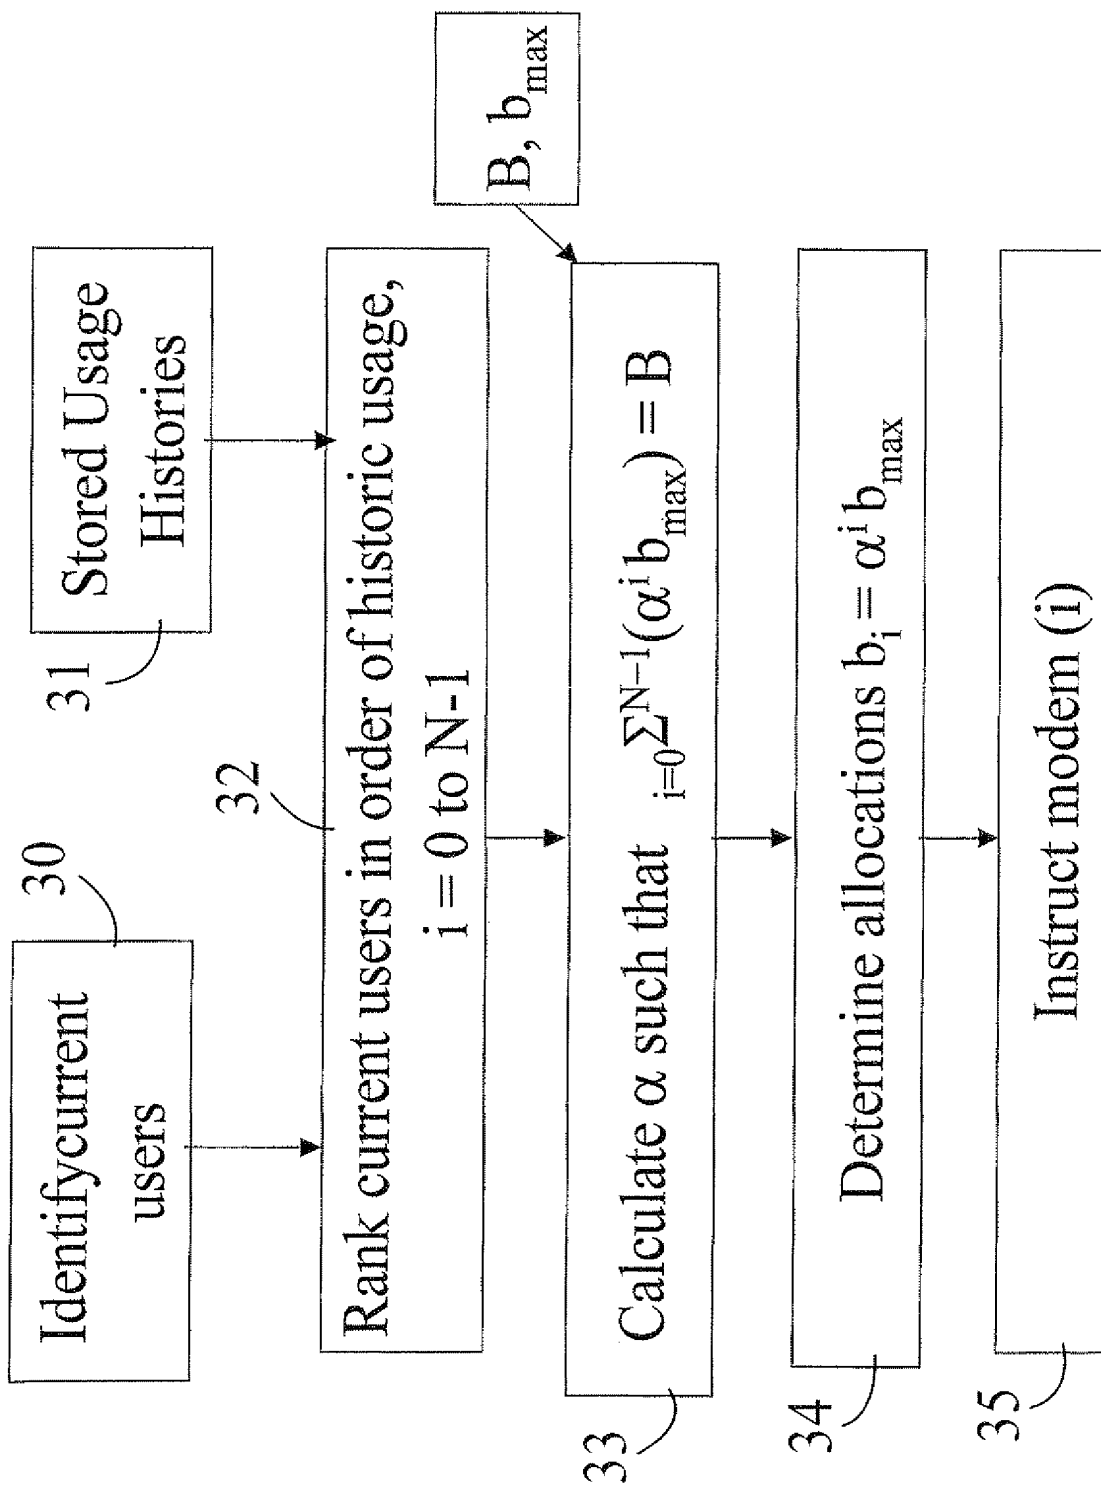 Identifycurrent
users
30
Stored Usage
Histories
31
32
Rank current users in order of historic usage,
i = 0 to N-1
B, b_max
Calculate α such that i=0Σ^N−1(α^i b_max) = B
33
Determine allocations b_i = α^i b_max
34
Instruct modem (i)
35